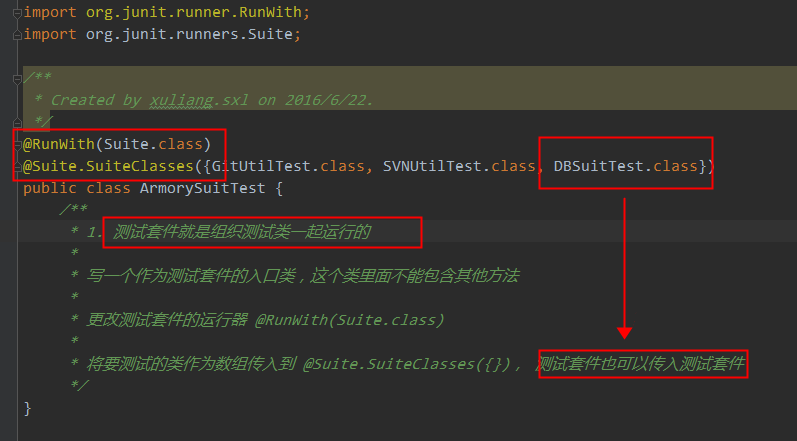 import org.junit.runner.RunWith;
import org.junit.runners.Suite;
/**
* Created by xuliang.sxl on 2016/6/22.
*/
@RunWith(Suite.class)
@Suite.SuiteClasses({GitUtilTest.class, SVNUtilTest.class, DBSuitTest.class})
public class ArmorySuitTest {
/**
* 1. 测试套件就是组织测试类一起运行的
*
* 写一个作为测试套件的入口类，这个类里面不能包含其他方法
*
* 更改测试套件的运行器 @RunWith(Suite.class)
*
* 将要测试的类作为数组传入到 @Suite.SuiteClasses({})，测试套件也可以传入测试套件
*/
}